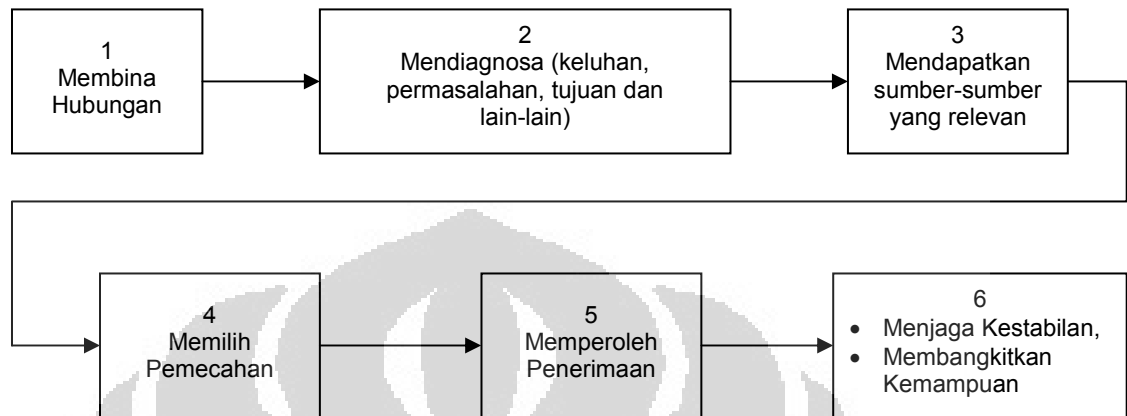 1
Membina
Hubungan
2
Mendiagnosa (keluhan,
permasalahan, tujuan dan
lain-lain)
3
Mendapatkan
sumber-sumber
yang relevan
4
Memilih
Pemecahan
5
Memperoleh
Penerimaan
6
• Menjaga Kestabilan,
• Membangkitkan
Kemampuan